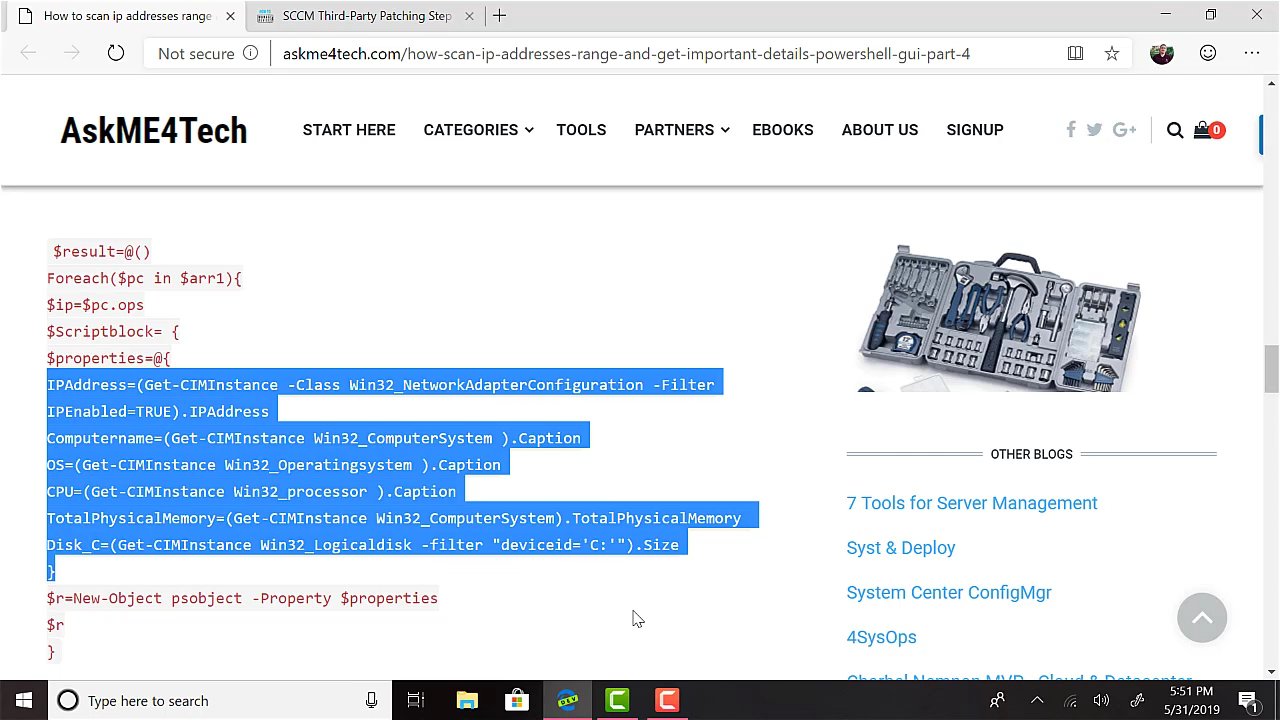 How to scan ip addresses range
SCCM Third-Party Patching Step
Not secure
askme4tech.com/how-scan-ip-addresses-range-and-get-important-details-powershell-gui-part-4
AskME4Tech
START HERE
CATEGORIES
TOOLS
PARTNERS
EBOOKS
ABOUT US
SIGNUP
G+
0
$result=@()
Foreach($pc in $arr1){
$ip=$pc.ops
$Scriptblock= {
$properties=@{
IPAddress=(Get-CIMInstance -Class Win32_NetworkAdapterConfiguration -Filter
IPEnabled=TRUE).IPAddress
Computername=(Get-CIMInstance Win32_ComputerSystem ).Caption
OS=(Get-CIMInstance Win32_Operatingsystem ).Caption
CPU=(Get-CIMInstance Win32_processor ).Caption
TotalPhysicalMemory=(Get-CIMInstance Win32_ComputerSystem).TotalPhysicalMemory
Disk_C=(Get-CIMInstance Win32_Logicaldisk -filter "deviceid='C:'").Size
}
$r=New-Object psobject -Property $properties
$r
}
OTHER BLOGS
7 Tools for Server Management
Syst & Deploy
System Center ConfigMgr
4SysOps
Type here to search
DEV
5:51 PM
5/31/2019
1